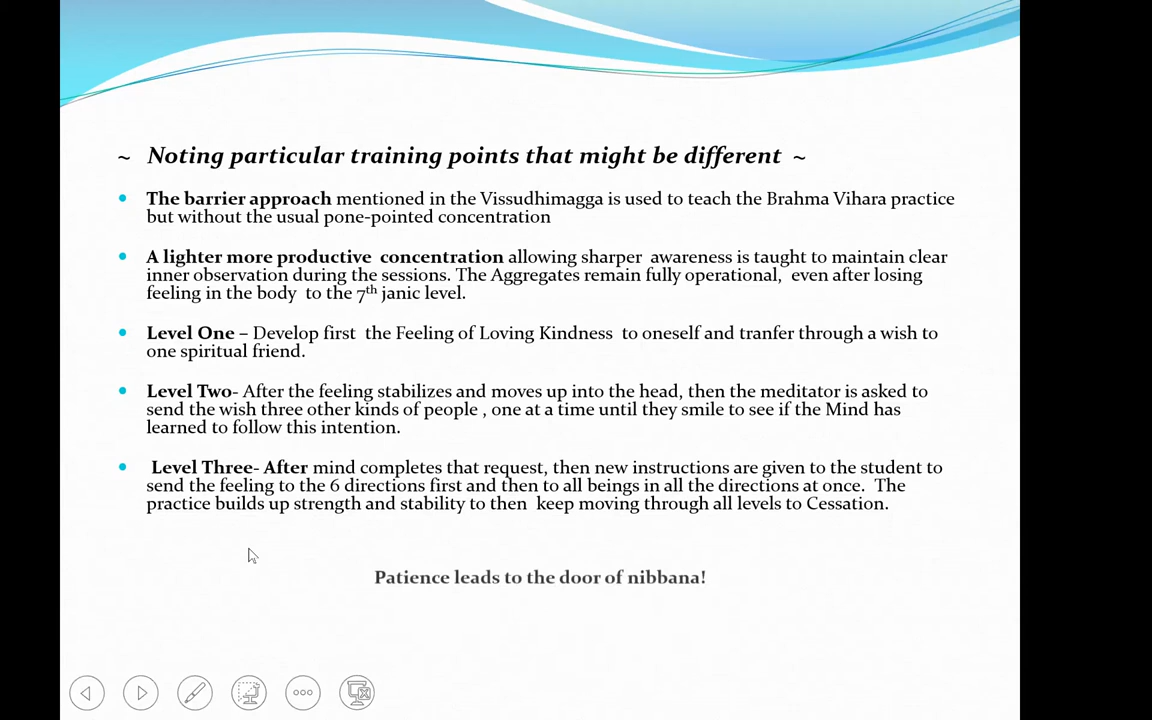 ~ Noting particular training points that might be different ~
• The barrier approach mentioned in the Vissudhimagga is used to teach the Brahma Vihara practice
but without the usual pone-pointed concentration
• A lighter more productive concentration allowing sharper awareness is taught to maintain clear
inner observation during the sessions. The Aggregates remain fully operational, even after losing
feeling in the body to the 7th janic level.
• Level One – Develop first the Feeling of Loving Kindness to oneself and tranfer through a wish to
one spiritual friend.
• Level Two- After the feeling stabilizes and moves up into the head, then the meditator is asked to
send the wish three other kinds of people , one at a time until they smile to see if the Mind has
learned to follow this intention.
• Level Three- After mind completes that request, then new instructions are given to the student to
send the feeling to the 6 directions first and then to all beings in all the directions at once. The
practice builds up strength and stability to then keep moving through all levels to Cessation.
Patience leads to the door of nibbana!